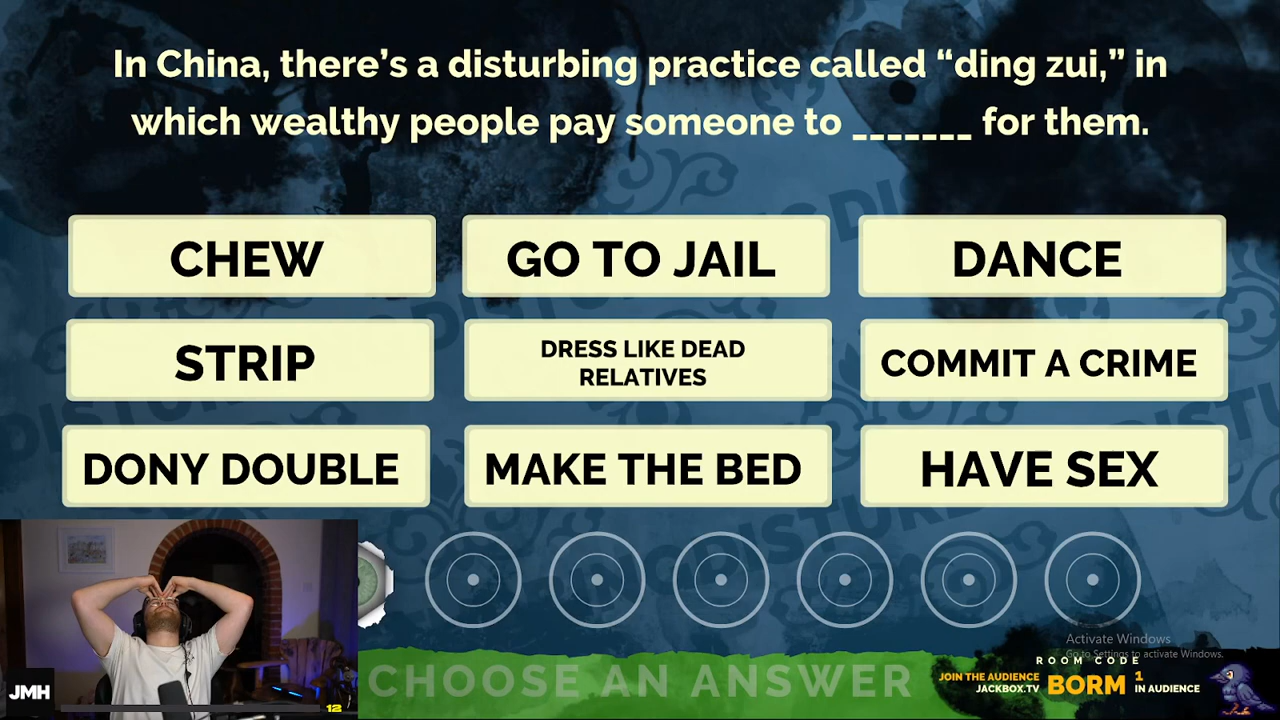 In China, there's a disturbing practice called “ding zui,” in
which wealthy people pay someone to _______ for them.
CHEW
GO TO JAIL
DANCE
STRIP
DRESS LIKE DEAD
RELATIVES
COMMIT A CRIME
DONY DOUBLE
MAKE THE BED
HAVE SEX
Activate Windows
Go to Settings to activate Windows.
CHOOSE AN ANSWER
ROOM CODE
JOIN THE AUDIENCE
JACKBOX.TV
BORM
1
IN AUDIENCE
JMH
12